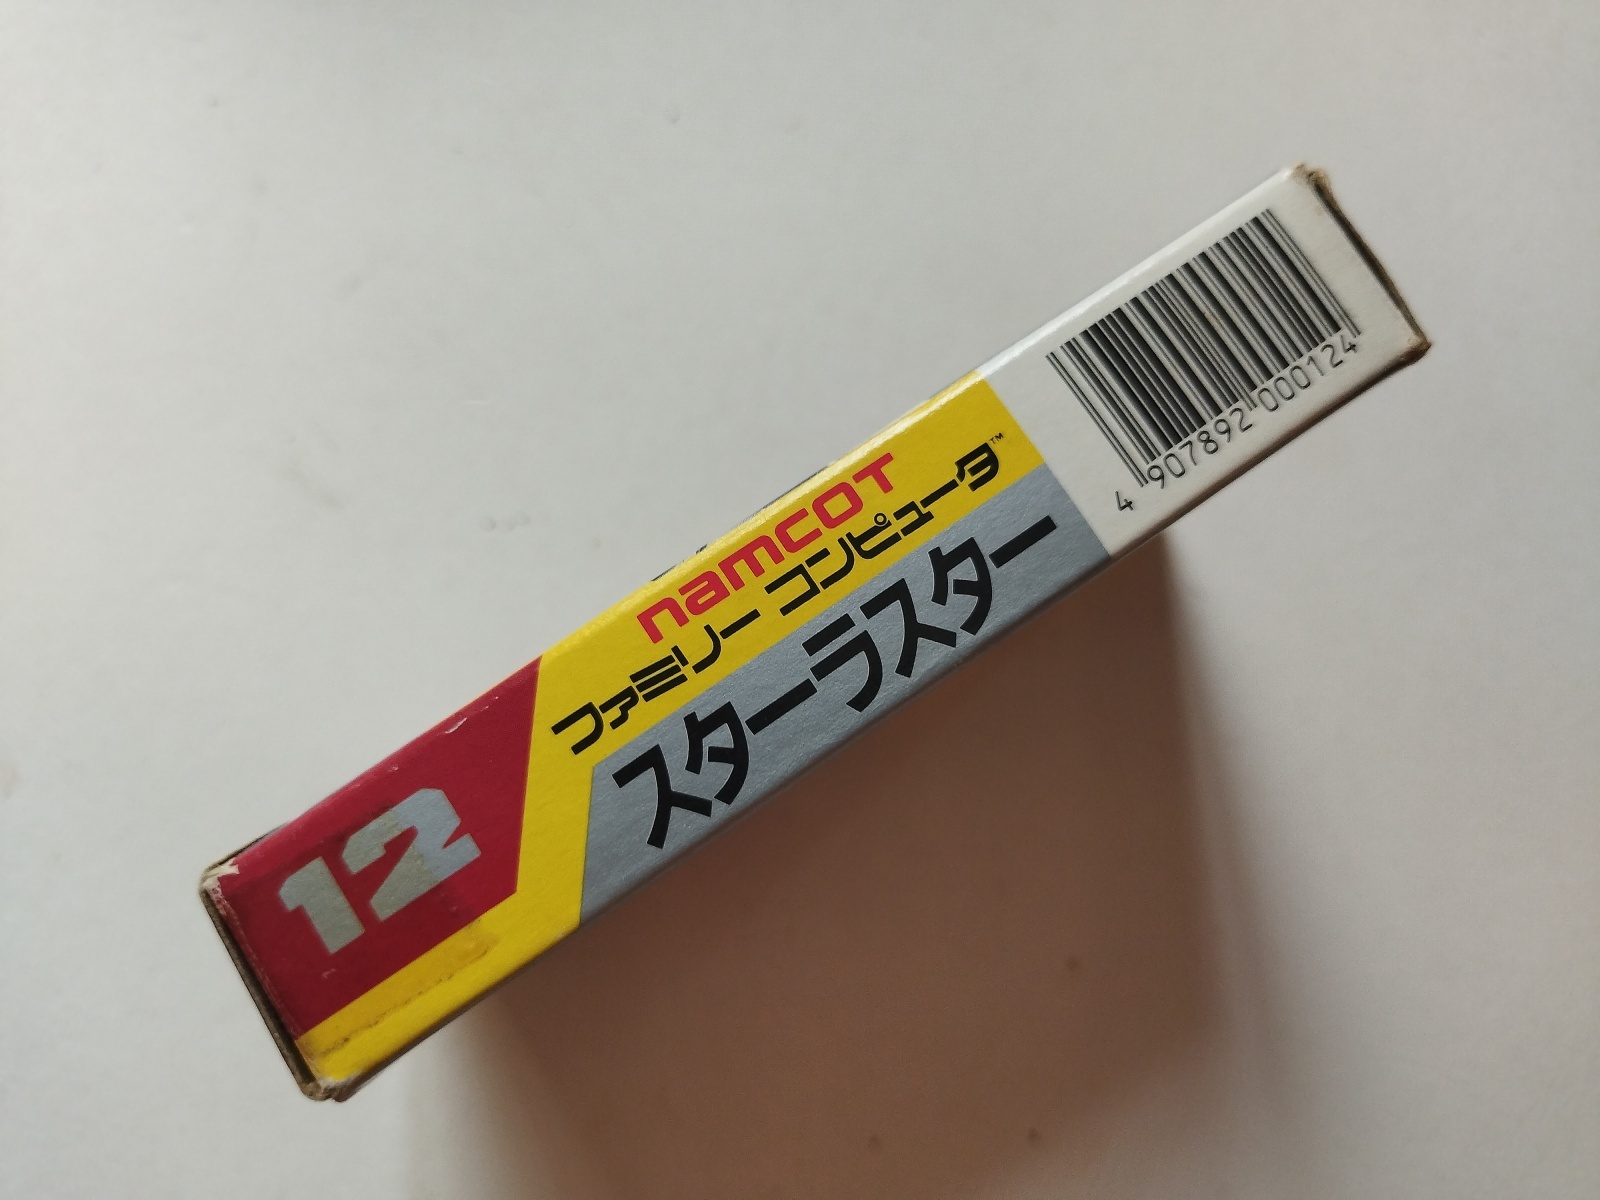 12
namcoT
ファミリー コンピュータ™
スターラスター
4 907892 000124